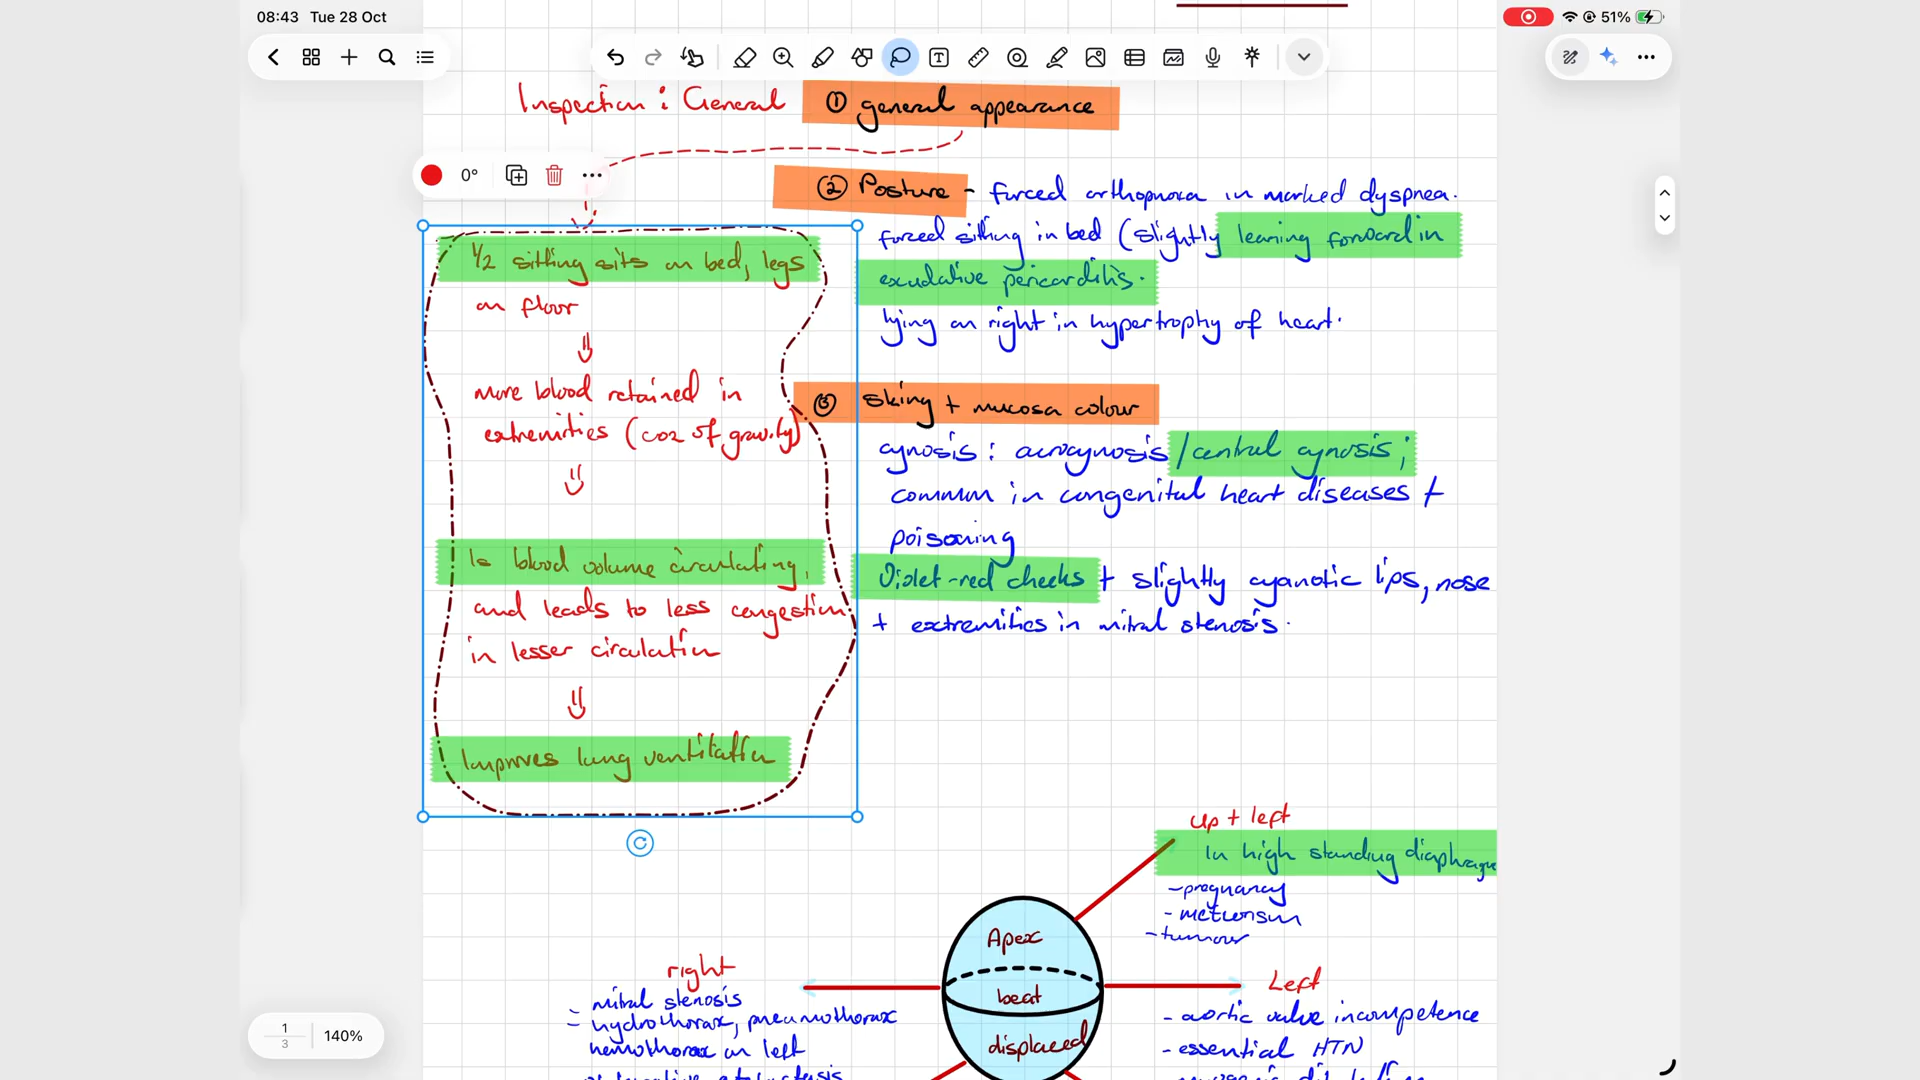 08:43 Tue 28 Oct
51%
Inspection : General ① general appearance
0°
② Posture - forced orthopnoea in marked dyspnea.
forced sitting in bed (slightly leaning forward in
exudative pericarditis.
lying on right in hypertrophy of heart.
1/2 sitting sits on bed, legs
on floor
⇓
more blood retained in
extremities (coz of gravity)
⇓
Is blood volume circulating,
and leads to less congestion
in lesser circulation
⇓
Improves lung ventilation
③ Sking + mucosa colour
cynosis : acrocynosis /central cynosis;
common in congenital heart diseases +
poisoning
Violet-red cheeks + slightly cyanotic lips, nose
+ extremities in mitral stenosis.
up + left
In high standing diaphragm
- pregnancy
- tumour
Apex
beat
displaced
right
- mitral stenosis
- hydrothorax, pneumothorax
hemothorax on left
Left
- aortic valve incompetence
- essential HTN
1
3
140%